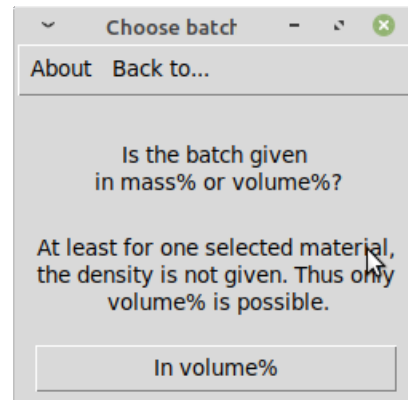 Choose batch
About Back to...
Is the batch given
in mass% or volume%?
At least for one selected material,
the density is not given. Thus only
volume% is possible.
In volume%